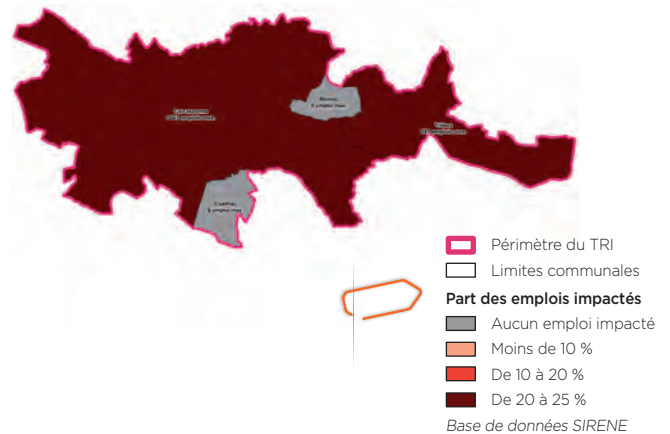 Périmètre du TRI
Limites communales
Part des emplois impactés
Aucun emploi impacté
Moins de 10 %
De 10 à 20 %
De 20 à 25 %
Base de données SIRENE